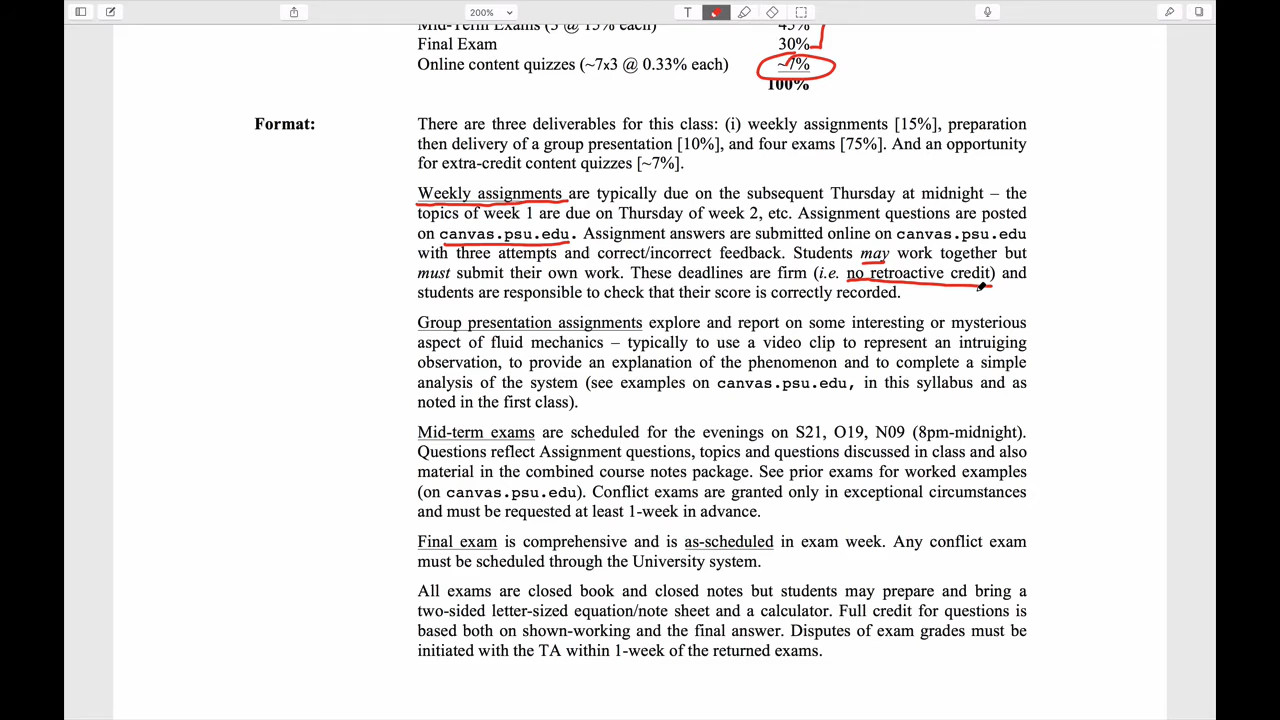 200%
T
Mid-Term Exams (3 @ 15% each) 45%
Final Exam 30%
Online content quizzes (~7x3 @ 0.33% each) ~7%
100%
Format: There are three deliverables for this class: (i) weekly assignments [15%], preparation
then delivery of a group presentation [10%], and four exams [75%]. And an opportunity
for extra-credit content quizzes [~7%].
Weekly assignments are typically due on the subsequent Thursday at midnight – the
topics of week 1 are due on Thursday of week 2, etc. Assignment questions are posted
on canvas.psu.edu. Assignment answers are submitted online on canvas.psu.edu
with three attempts and correct/incorrect feedback. Students may work together but
must submit their own work. These deadlines are firm (i.e. no retroactive credit) and
students are responsible to check that their score is correctly recorded.
Group presentation assignments explore and report on some interesting or mysterious
aspect of fluid mechanics – typically to use a video clip to represent an intruiging
observation, to provide an explanation of the phenomenon and to complete a simple
analysis of the system (see examples on canvas.psu.edu, in this syllabus and as
noted in the first class).
Mid-term exams are scheduled for the evenings on S21, O19, N09 (8pm-midnight).
Questions reflect Assignment questions, topics and questions discussed in class and also
material in the combined course notes package. See prior exams for worked examples
(on canvas.psu.edu). Conflict exams are granted only in exceptional circumstances
and must be requested at least 1-week in advance.
Final exam is comprehensive and is as-scheduled in exam week. Any conflict exam
must be scheduled through the University system.
All exams are closed book and closed notes but students may prepare and bring a
two-sided letter-sized equation/note sheet and a calculator. Full credit for questions is
based both on shown-working and the final answer. Disputes of exam grades must be
initiated with the TA within 1-week of the returned exams.